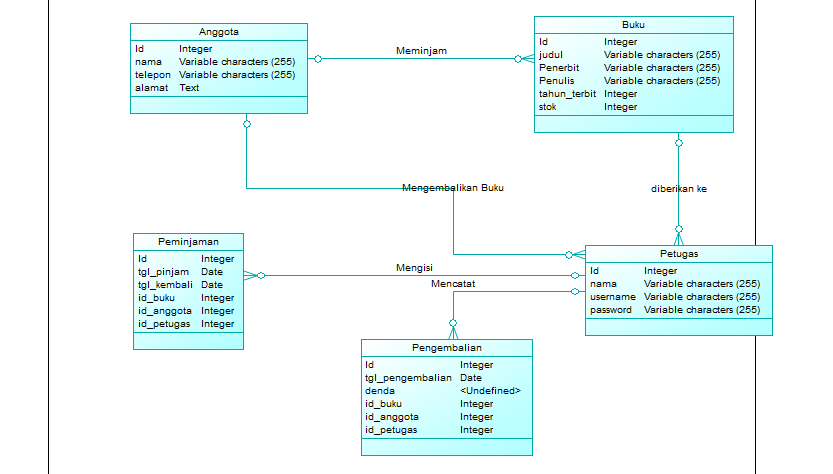 Anggota
Id Integer
nama Variable characters (255)
telepon Variable characters (255)
alamat Text
Meminjam
Buku
Id Integer
judul Variable characters (255)
Penerbit Variable characters (255)
Penulis Variable characters (255)
tahun_terbit Integer
stok Integer
Mengembalikan Buku
diberikan ke
Peminjaman
Id Integer
tgl_pinjam Date
tgl_kembali Date
id_buku Integer
id_anggota Integer
id_petugas Integer
Mengisi
Mencatat
Petugas
Id Integer
nama Variable characters (255)
username Variable characters (255)
password Variable characters (255)
Pengembalian
Id Integer
tgl_pengembalian Date
denda <Undefined>
id_buku Integer
id_anggota Integer
id_petugas Integer